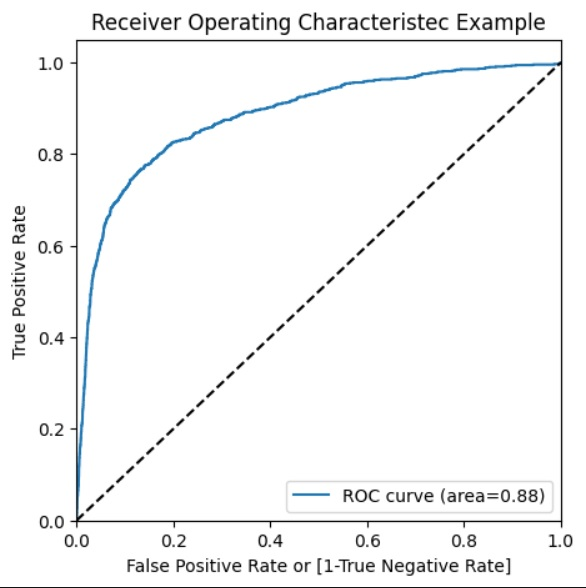 Receiver Operating Characteristec Example
1.0
0.8
0.6
0.4
0.2
0.0
True Positive Rate
ROC curve (area=0.88)
0.0 0.2 0.4 0.6 0.8 1.0
False Positive Rate or [1-True Negative Rate]